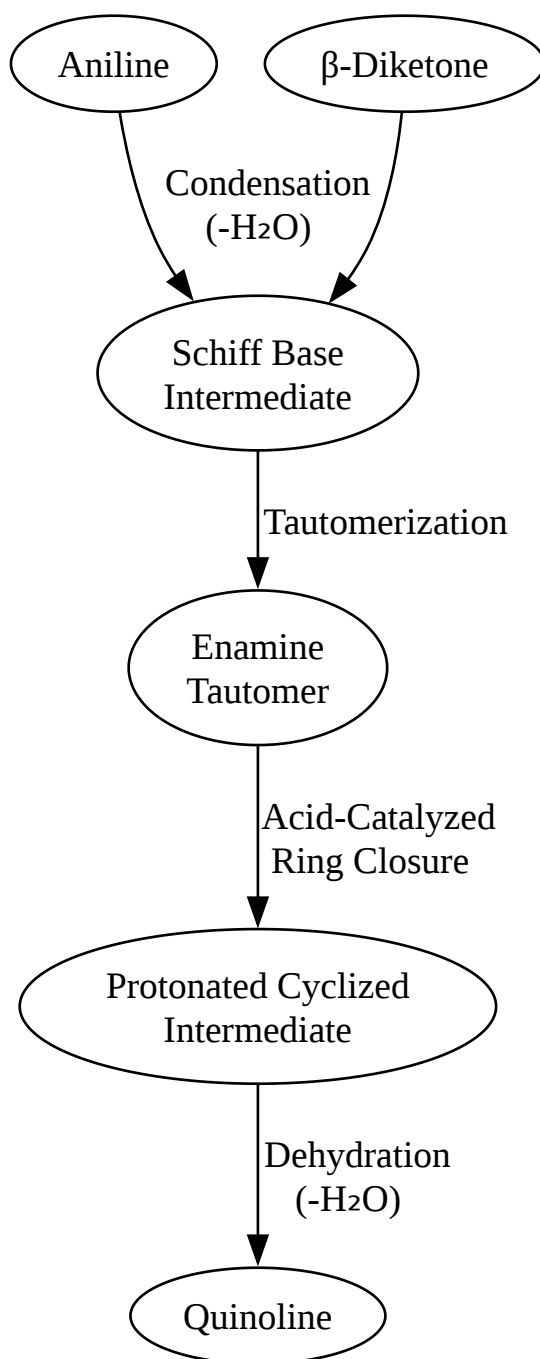 Aniline
β-Diketone
Condensation
(-H₂O)
Schiff Base
Intermediate
Tautomerization
Enamine
Tautomer
Acid-Catalyzed
Ring Closure
Protonated Cyclized
Intermediate
Dehydration
(-H₂O)
Quinoline